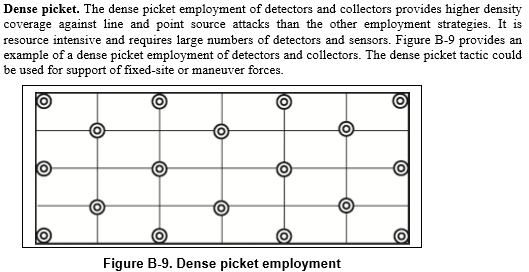 Dense picket. The dense picket employment of detectors and collectors provides higher density
coverage against line and point source attacks than the other employment strategies. It is
resource intensive and requires large numbers of detectors and sensors. Figure B-9 provides an
example of a dense picket employment of detectors and collectors. The dense picket tactic could
be used for support of fixed-site or maneuver forces.
Figure B-9. Dense picket employment